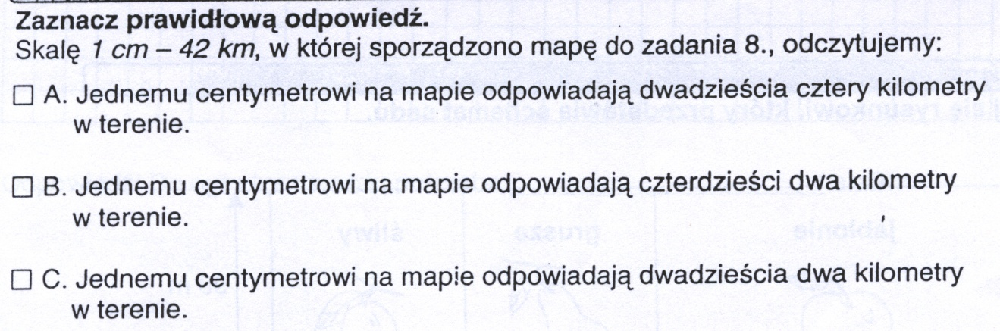 Zaznacz prawidłową odpowiedź.
Skalę 1 cm – 42 km, w której sporządzono mapę do zadania 8., odczytujemy:
☐ A. Jednemu centymetrowi na mapie odpowiadają dwadzieścia cztery kilometry
w terenie.
☐ B. Jednemu centymetrowi na mapie odpowiadają czterdzieści dwa kilometry
w terenie.
☐ C. Jednemu centymetrowi na mapie odpowiadają dwadzieścia dwa kilometry
w terenie.